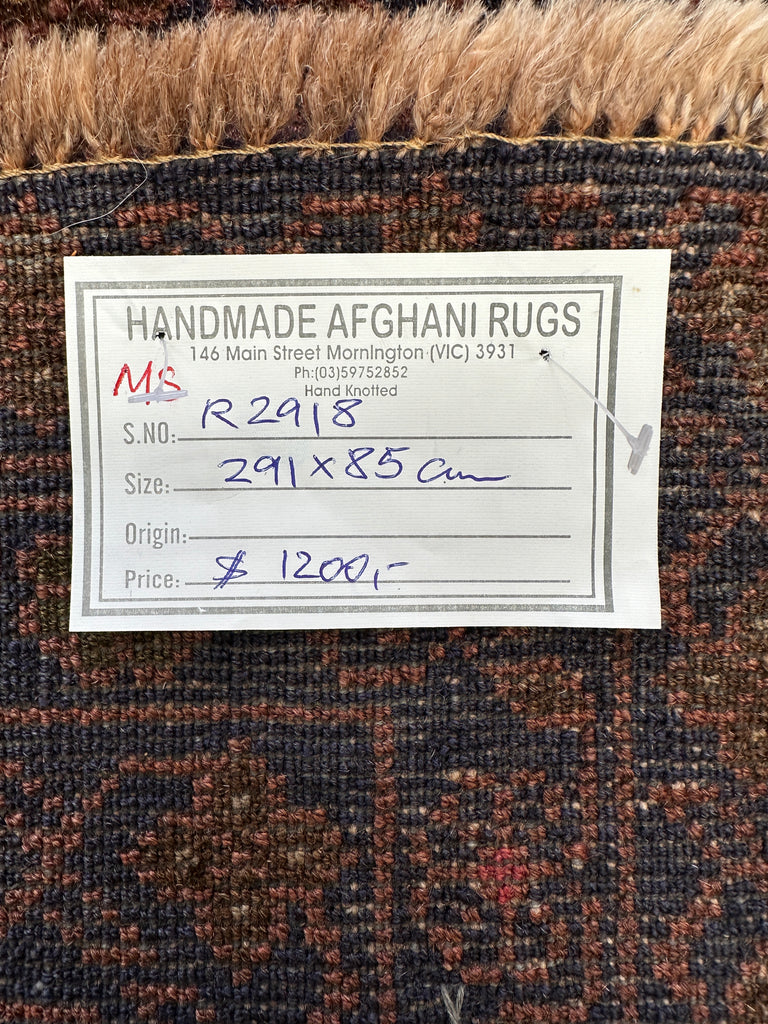 HANDMADE AFGHANI RUGS
146 Main Street Mornington (VIC) 3931
Ph:(03)59752852
Hand Knotted
MS
S.NO: R2918
Size: 291 x 85 cm
Origin:
Price: $ 1200,-